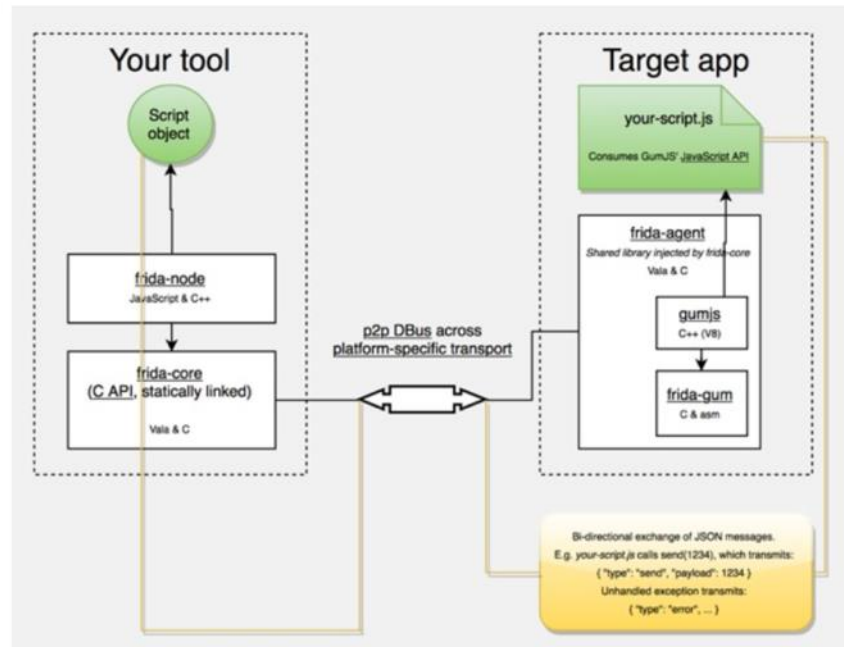 Your tool
Script
object
frida-node
JavaScript & C++
frida-core
(C API, statically linked)
Vala & C
p2p DBus across
platform-specific transport
Target app
your-script.js
Consumes GumJS' JavaScript API
frida-agent
Shared library injected by frida-core
Vala & C
gumjs
C++ (V8)
frida-gum
C & asm
Bi-directional exchange of JSON messages.
E.g. your-script.js calls send(1234), which transmits:
{ "type": "send", "payload": 1234 }
Unhandled exception transmits:
{ "type": "error", ... }